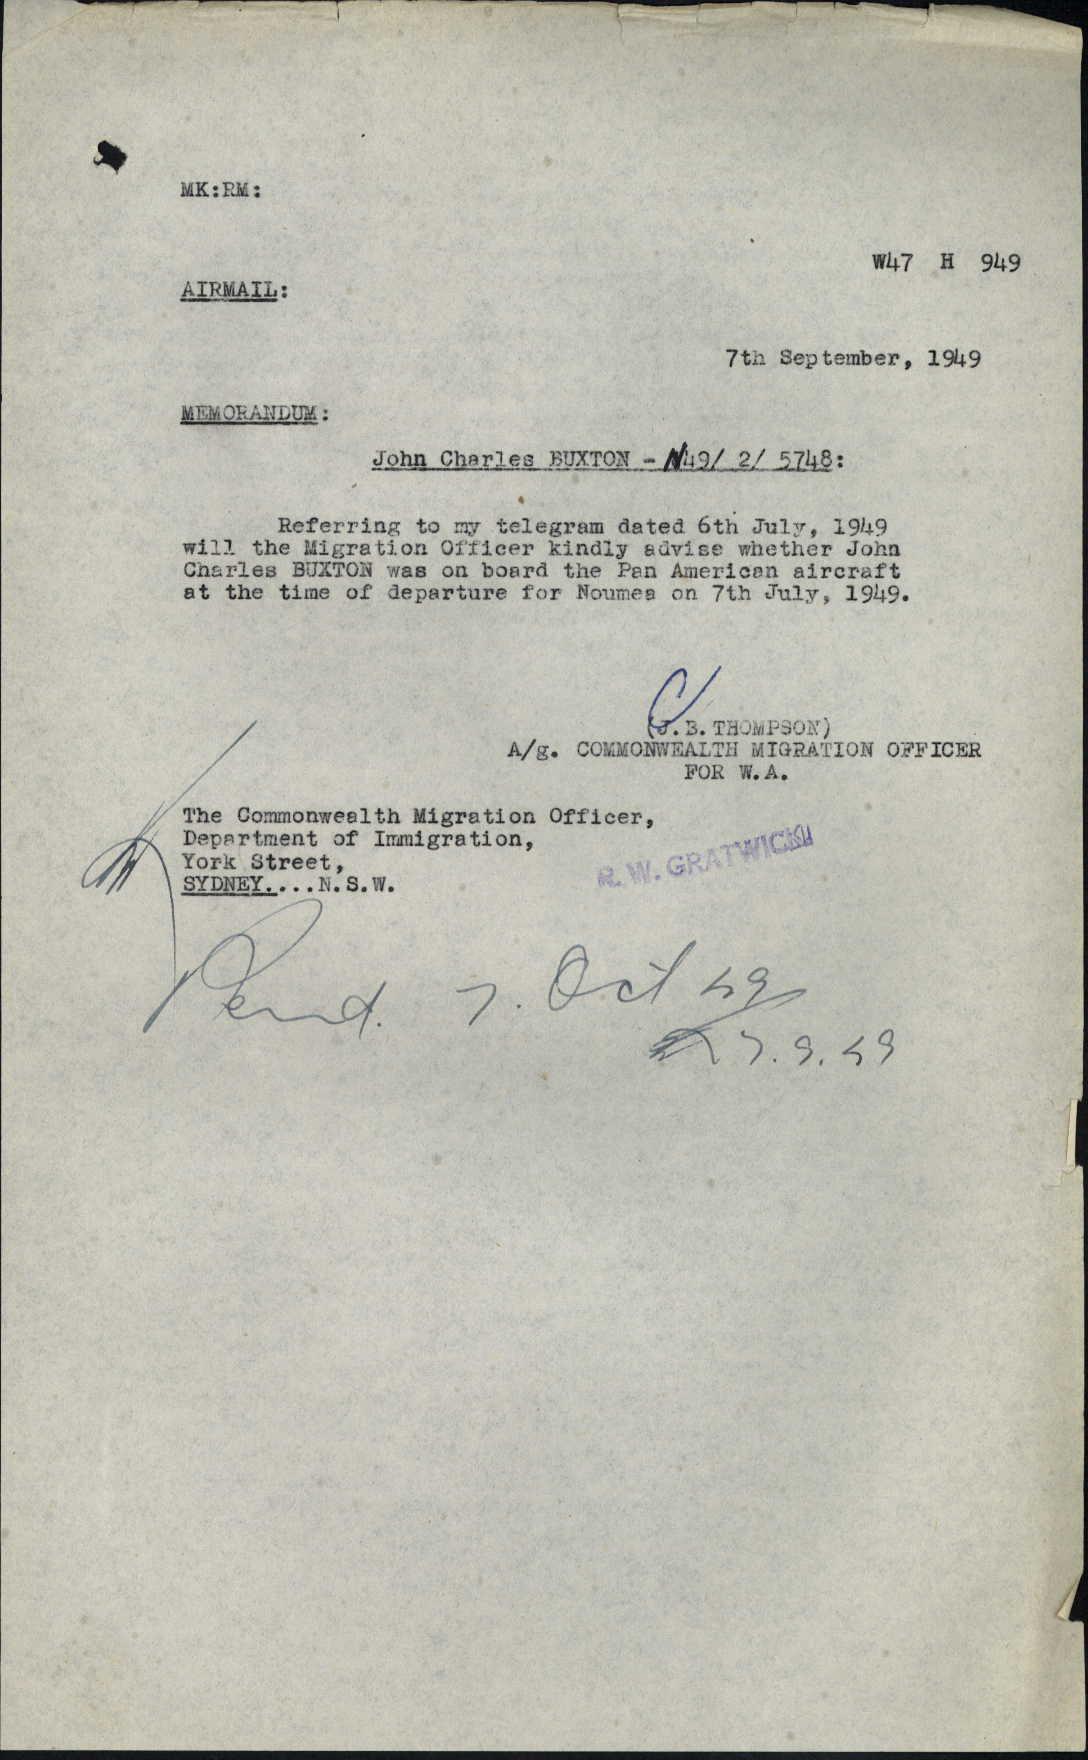 MK:RM:
W47 H 949
AIRMAIL:
7th September, 1949
MEMORANDUM:
John Charles BUXTON - N49/ 2/ 5748:
Referring to my telegram dated 6th July, 1949
will the Migration Officer kindly advise whether John
Charles BUXTON was on board the Pan American aircraft
at the time of departure for Noumea on 7th July, 1949.
(J.B. THOMPSON)
A/g. COMMONWEALTH MIGRATION OFFICER
FOR W.A.
The Commonwealth Migration Officer,
Department of Immigration,
York Street,
SYDNEY....N.S.W.
R.W. GRATWICK
Pend. 7. Oct 49
7.9.49